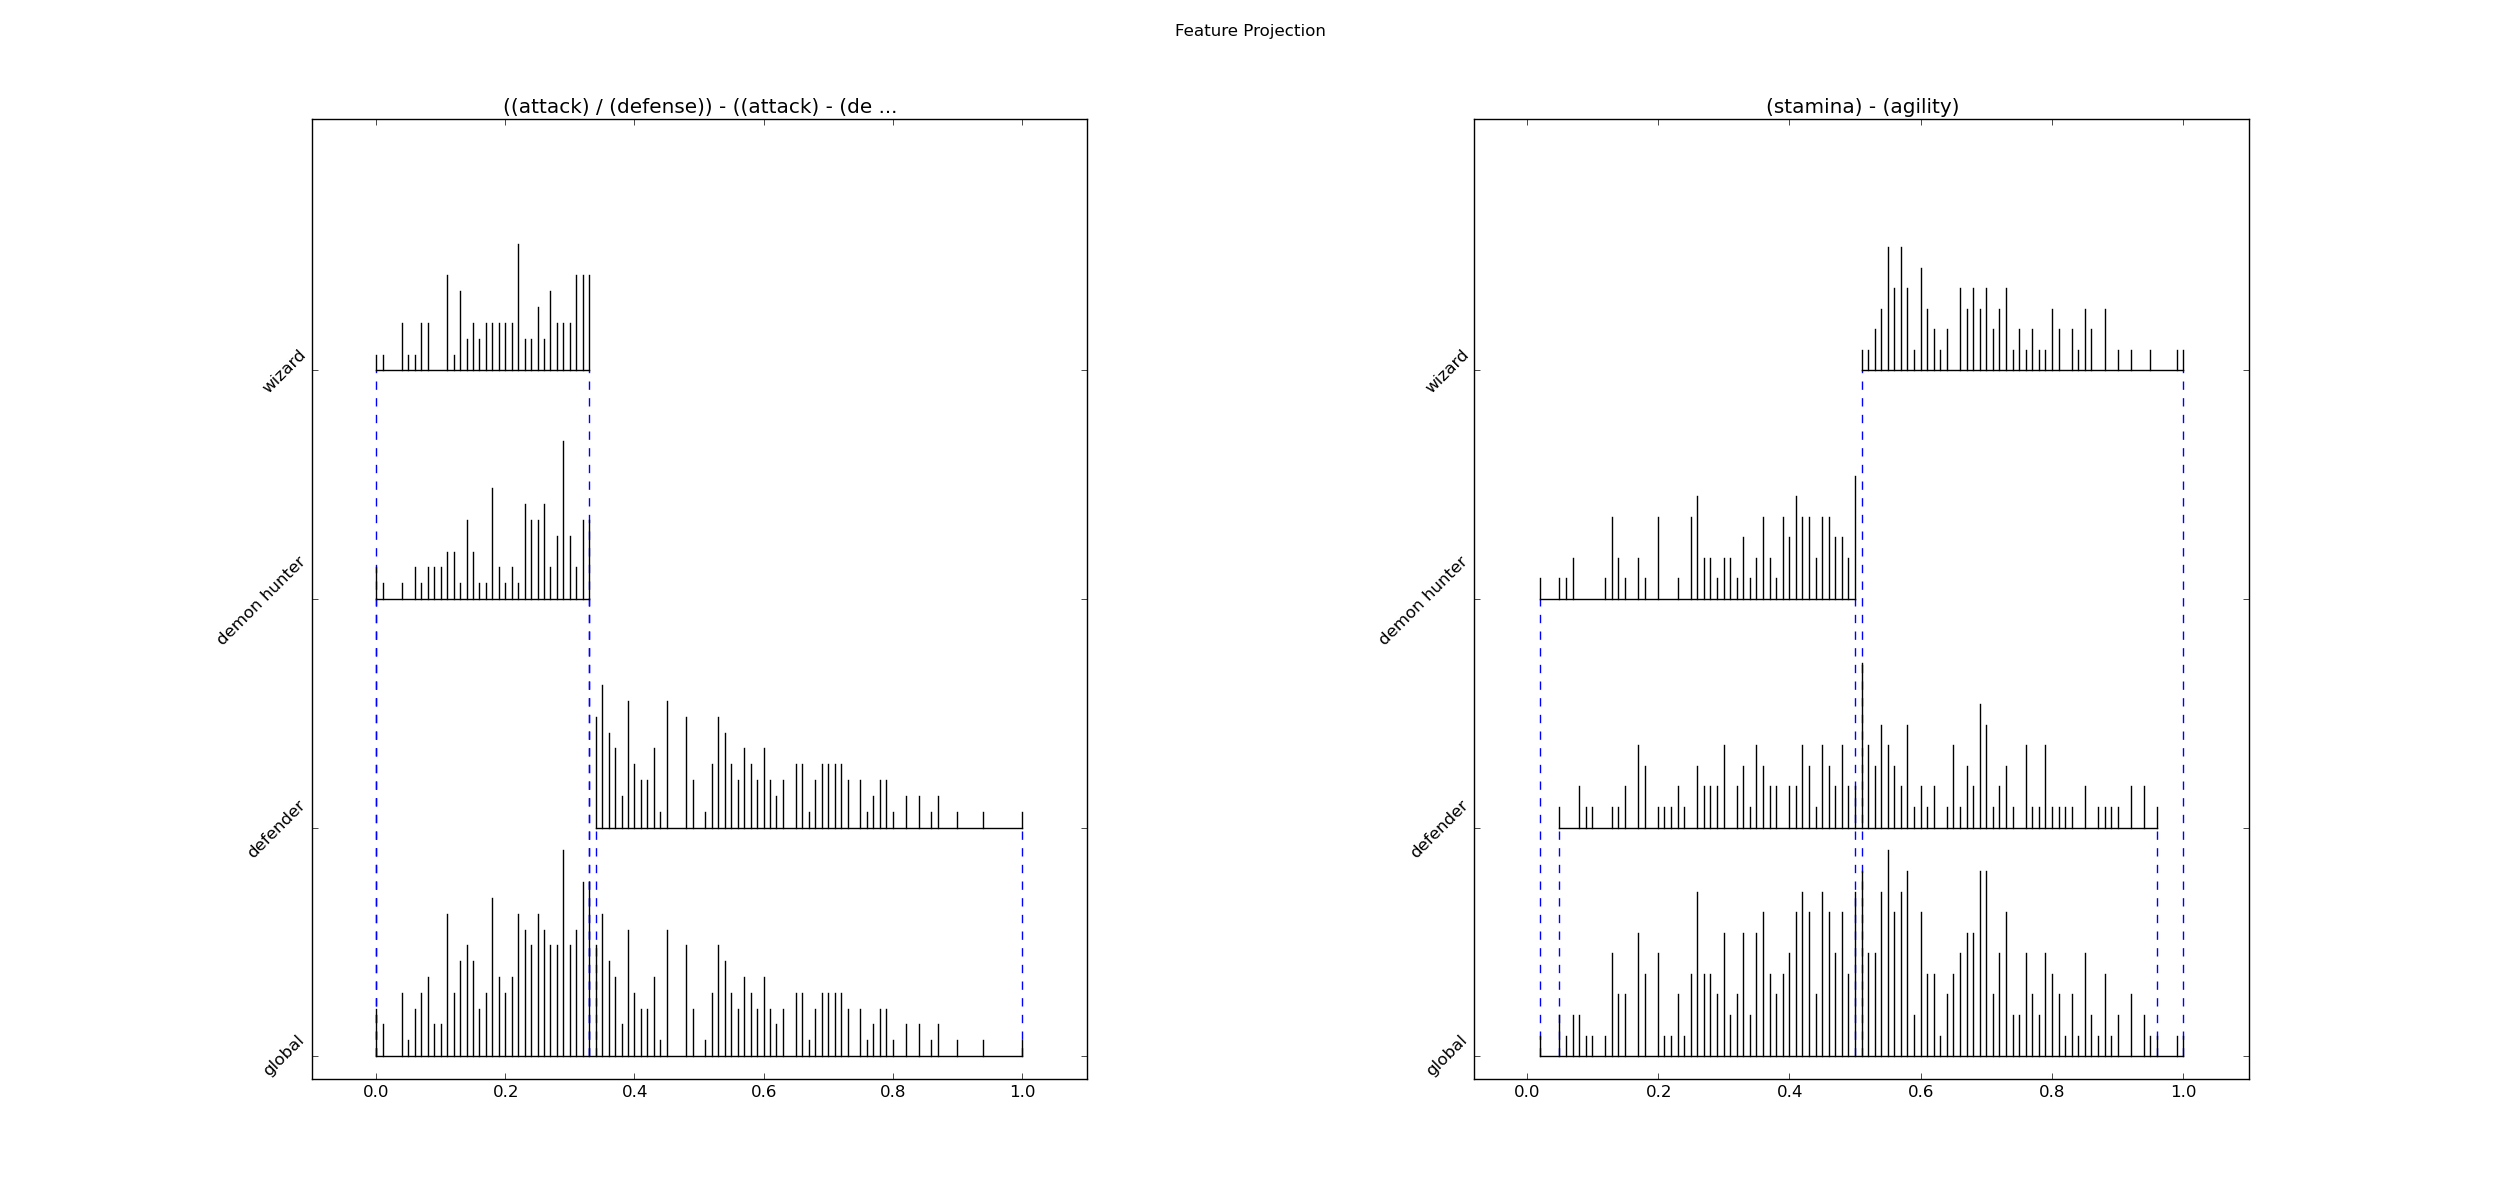 Feature Projection
((attack) / (defense)) - ((attack) - (de ...
wizard
demon hunter
defender
global
0.0 0.2 0.4 0.6 0.8 1.0
(stamina) - (agility)
wizard
demon hunter
defender
global
0.0 0.2 0.4 0.6 0.8 1.0